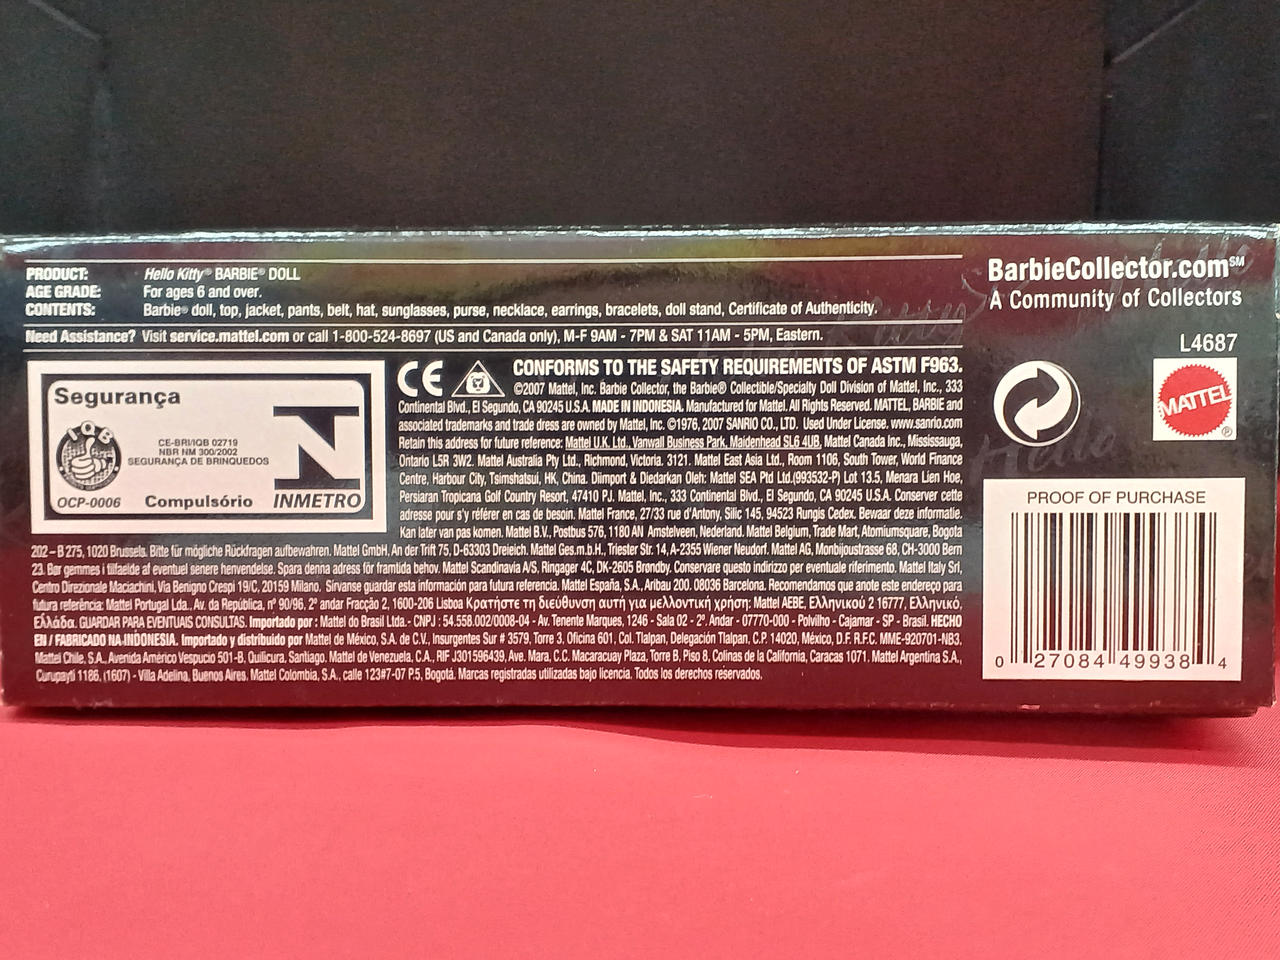 PRODUCT: Hello Kitty® BARBIE® DOLL
AGE GRADE: For ages 6 and over.
CONTENTS: Barbie® doll, top, jacket, pants, belt, hat, sunglasses, purse, necklace, earrings, bracelets, doll stand, Certificate of Authenticity.
Need Assistance? Visit service.mattel.com or call 1-800-524-8697 (US and Canada only), M-F 9AM - 7PM & SAT 11AM - 5PM, Eastern.
Segurança
IQB
CE-BRI/IQB 02719
NBR NM 300/2002
SEGURANÇA DE BRINQUEDOS
OCP-0006 Compulsório INMETRO
CE
CONFORMS TO THE SAFETY REQUIREMENTS OF ASTM F963.
©2007 Mattel, Inc. Barbie Collector, the Barbie® Collectible/Specialty Doll Division of Mattel, Inc., 333
Continental Blvd., El Segundo, CA 90245 U.S.A. MADE IN INDONESIA. Manufactured for Mattel. All Rights Reserved. MATTEL, BARBIE and
associated trademarks and trade dress are owned by Mattel, Inc. ©1976, 2007 SANRIO CO., LTD. Used Under License. www.sanrio.com
Retain this address for future reference: Mattel U.K. Ltd., Vanwall Business Park, Maidenhead SL6 4UB, Mattel Canada Inc., Mississauga,
Ontario L5R 3W2. Mattel Australia Pty Ltd., Richmond, Victoria. 3121. Mattel East Asia Ltd., Room 1106, South Tower, World Finance
Centre, Harbour City, Tsimshatsui, HK, China. Diimport & Diedarkan Oleh: Mattel SEA Ptd Ltd.(993532-P) Lot 13.5, Menara Lien Hoe,
Persiaran Tropicana Golf Country Resort, 47410 PJ. Mattel, Inc., 333 Continental Blvd., El Segundo, CA 90245 U.S.A. Conserver cette
adresse pour s'y référer en cas de besoin. Mattel France, 27/33 rue d'Antony, Silic 145, 94523 Rungis Cedex. Bewaar deze informatie.
Kan later van pas komen. Mattel B.V., Postbus 576, 1180 AN Amstelveen, Nederland. Mattel Belgium, Trade Mart, Atomiumsquare, Bogota
202 – B 275, 1020 Brussels. Bitte für mögliche Rückfragen aufbewahren. Mattel GmbH, An der Trift 75, D-63303 Dreieich. Mattel Ges.m.b.H., Triester Str. 14, A-2355 Wiener Neudorf. Mattel AG, Monbijoustrasse 68, CH-3000 Bern
23. Bør gemmes i tilfælde af eventuel senere henvendelse. Spara denna adress för framtida behov. Mattel Scandinavia A/S, Ringager 4C, DK-2605 Brøndby. Conservare questo indirizzo per eventuale riferimento. Mattel Italy Srl,
Centro Direzionale Maciachini, Via Benigno Crespi 19/C, 20159 Milano. Sírvanse guardar esta información para futura referencia. Mattel España, S.A., Aribau 200. 08036 Barcelona. Recomendamos que anote este endereço para
futura referência: Mattel Portugal Lda., Av. da República, nº 90/96, 2º andar Fracção 2, 1600-206 Lisboa Κρατήστε τη διεύθυνση αυτή για μελλοντική χρήση: Mattel AEBE, Ελληνικού 2 16777, Ελληνικό,
Ελλάδα. GUARDAR PARA EVENTUAIS CONSULTAS. Importado por : Mattel do Brasil Ltda.- CNPJ : 54.558.002/0008-04 - Av. Tenente Marques, 1246 - Sala 02 - 2º. Andar - 07770-000 - Polvilho - Cajamar - SP - Brasil. HECHO
EN / FABRICADO NA-INDONESIA. Importado y distribuido por Mattel de México, S.A. de C.V., Insurgentes Sur # 3579, Torre 3, Oficina 601, Col. Tlalpan, Delegación Tlalpan, C.P. 14020, México, D.F. R.F.C. MME-920701-NB3.
Mattel Chile, S.A., Avenida Américo Vespucio 501-B, Quilicura, Santiago. Mattel de Venezuela, C.A., RIF J301596439, Ave. Mara, C.C. Macaracuay Plaza, Torre B, Piso 8, Colinas de la California, Caracas 1071. Mattel Argentina S.A.,
Curupaytí 1186, (1607) - Villa Adelina, Buenos Aires. Mattel Colombia, S.A., calle 123#7-07 P.5, Bogotá. Marcas registradas utilizadas bajo licencia. Todos los derechos reservados.
BarbieCollector.com℠
A Community of Collectors
L4687
MATTEL®
PROOF OF PURCHASE
0 27084 49938 4